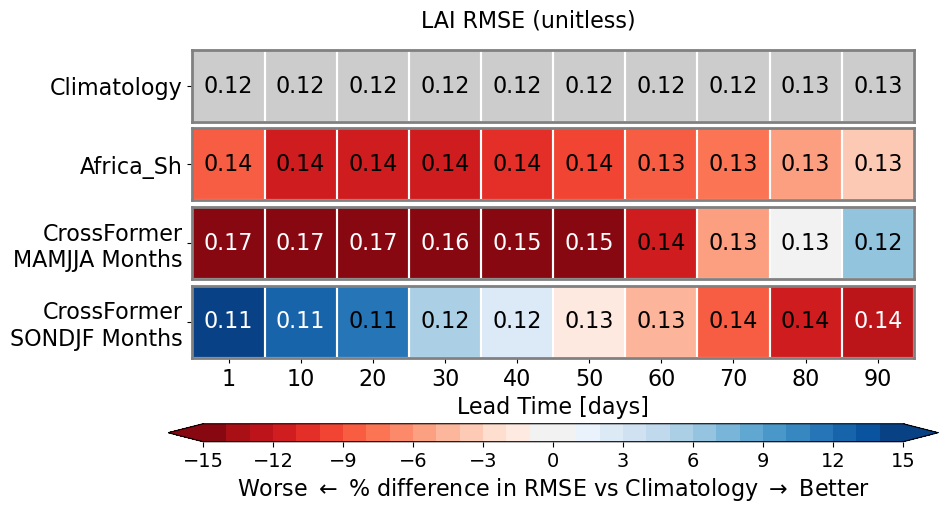 LAI RMSE (unitless)
Climatology 0.12 0.12 0.12 0.12 0.12 0.12 0.12 0.12 0.13 0.13
Africa_Sh 0.14 0.14 0.14 0.14 0.14 0.14 0.13 0.13 0.13 0.13
CrossFormer
MAMJJA Months 0.17 0.17 0.17 0.16 0.15 0.15 0.14 0.13 0.13 0.12
CrossFormer
SONDJF Months 0.11 0.11 0.11 0.12 0.12 0.13 0.13 0.14 0.14 0.14
1 10 20 30 40 50 60 70 80 90
Lead Time [days]
−15 −12 −9 −6 −3 0 3 6 9 12 15
Worse ← % difference in RMSE vs Climatology → Better